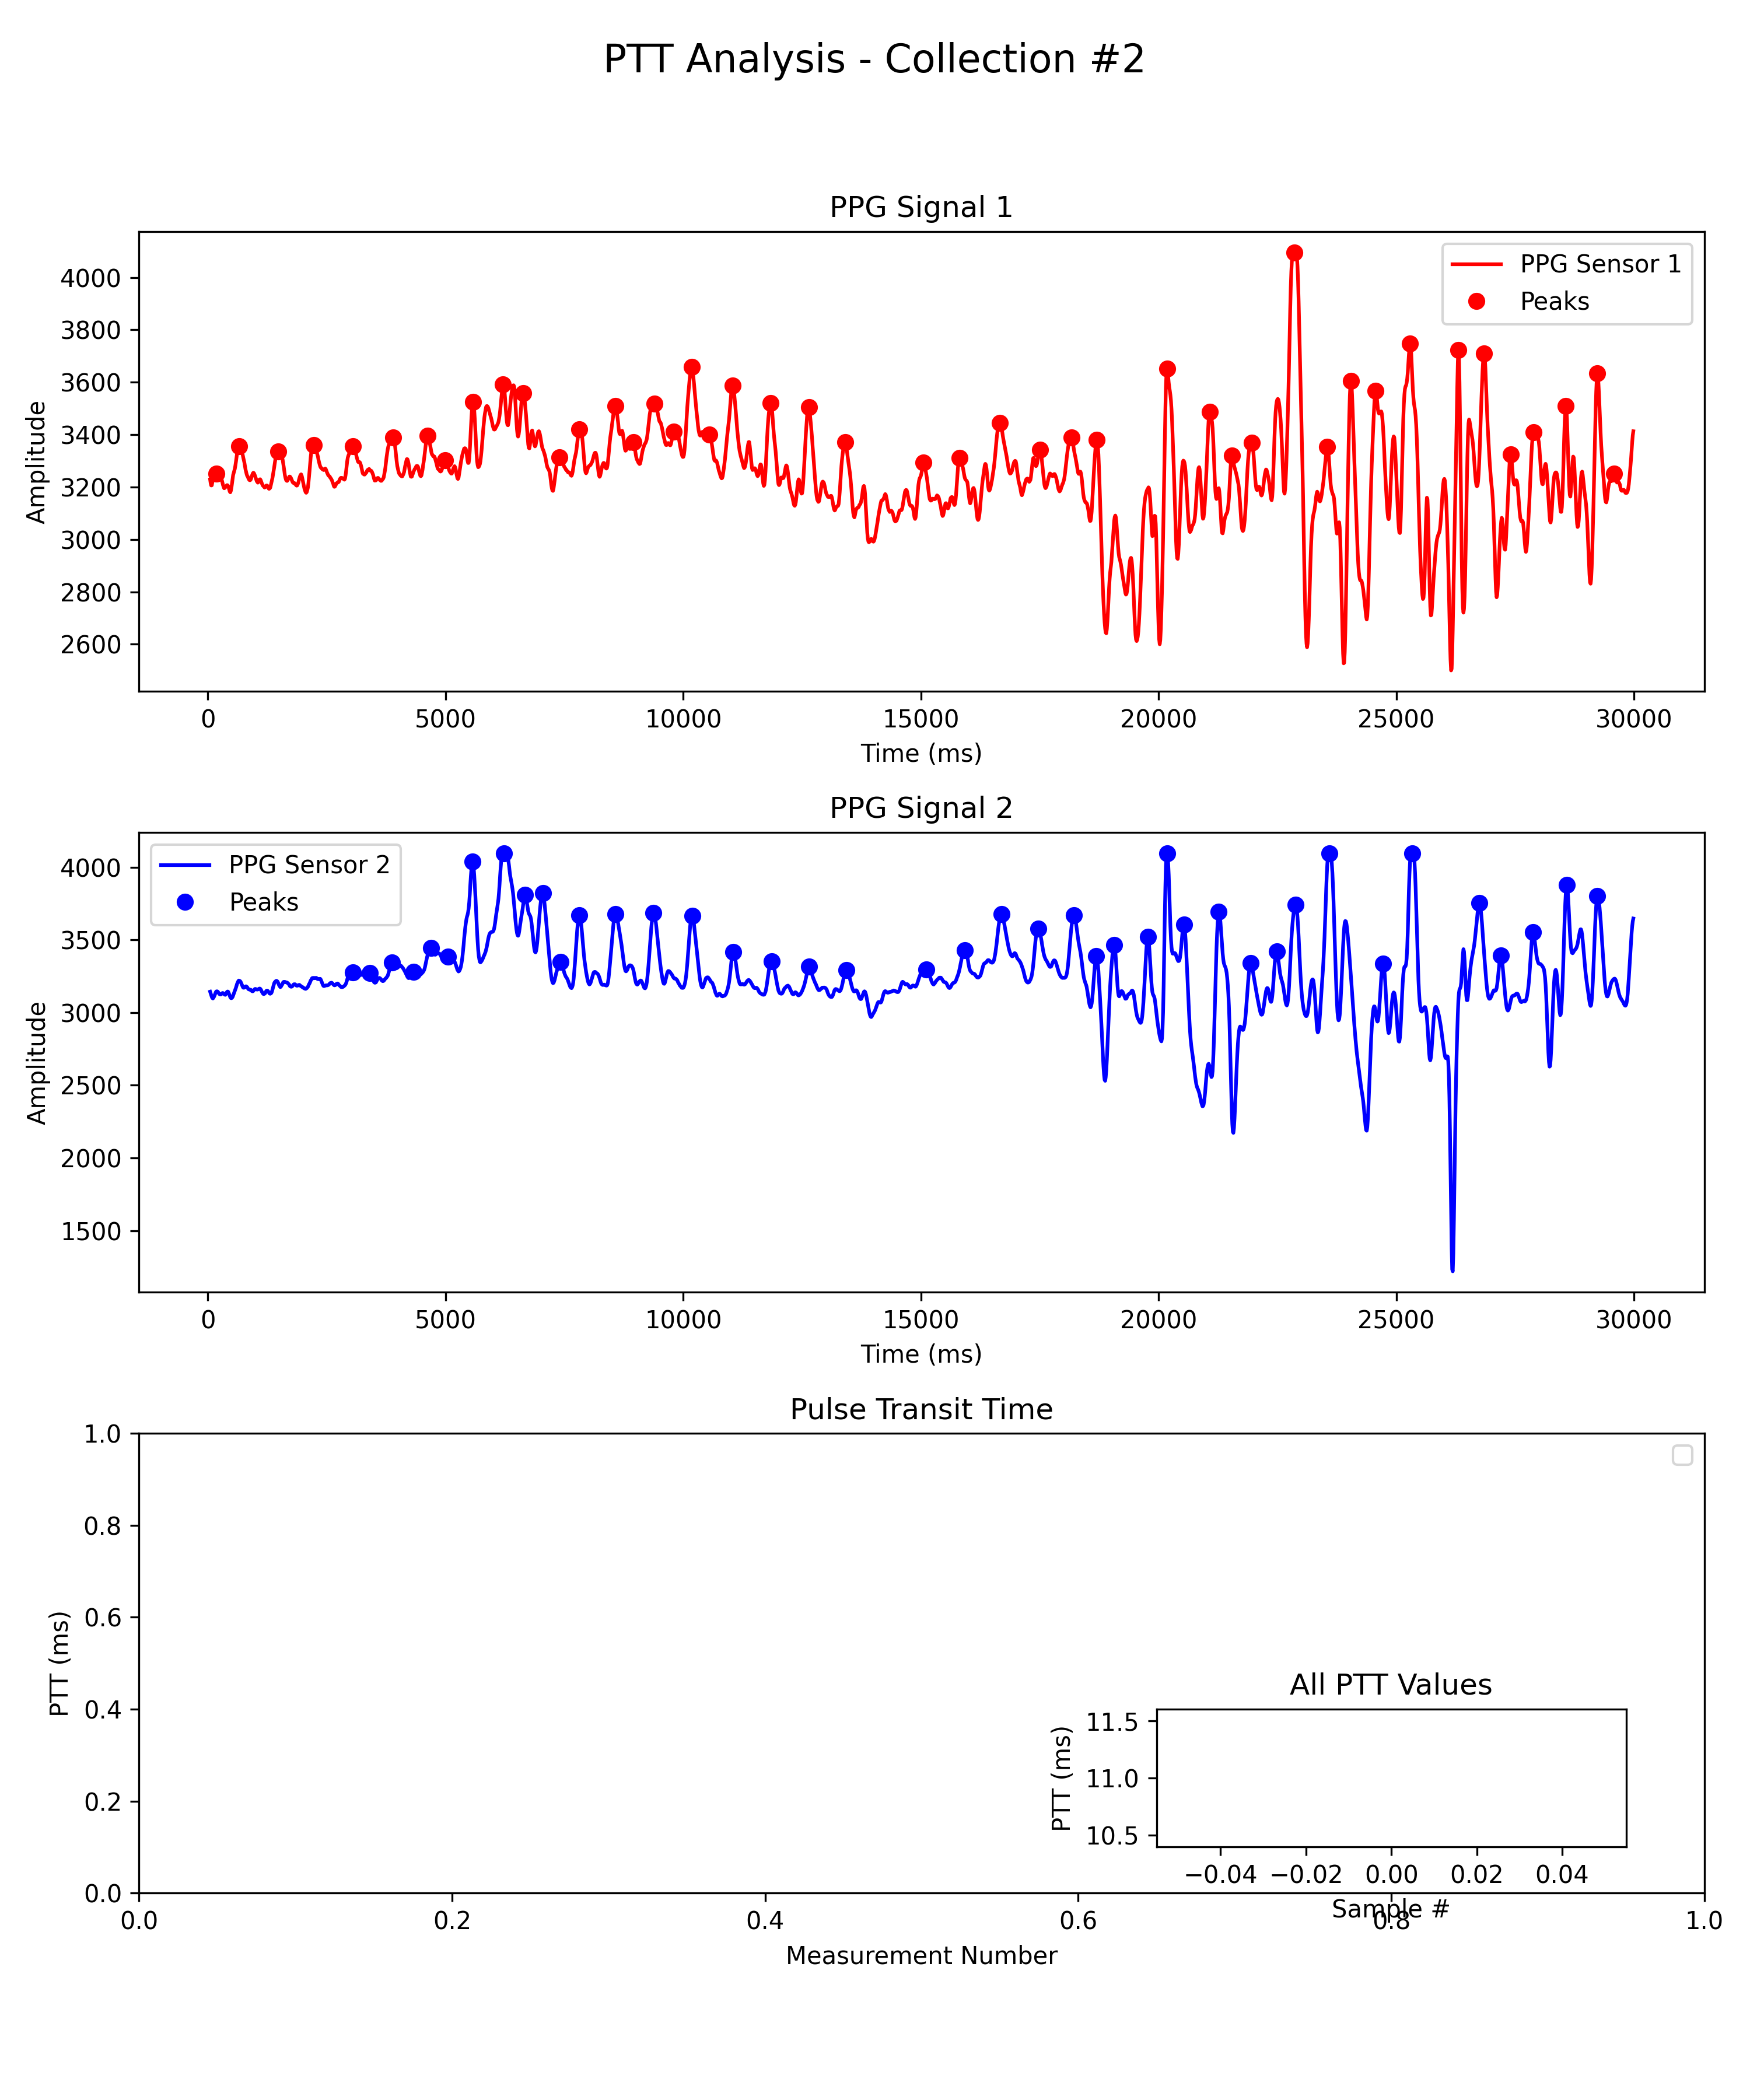 PTT Analysis - Collection #2
PPG Signal 1
Amplitude
4000
3800
3600
3400
3200
3000
2800
2600
PPG Sensor 1
Peaks
0 5000 10000 15000 20000 25000 30000
Time (ms)
PPG Signal 2
Amplitude
4000
3500
3000
2500
2000
1500
PPG Sensor 2
Peaks
0 5000 10000 15000 20000 25000 30000
Time (ms)
Pulse Transit Time
PTT (ms)
1.0
0.8
0.6
0.4
0.2
0.0
All PTT Values
PTT (ms)
11.5
11.0
10.5
−0.04 −0.02 0.00 0.02 0.04
Sample #
0.0 0.2 0.4 0.6 0.8 1.0
Measurement Number